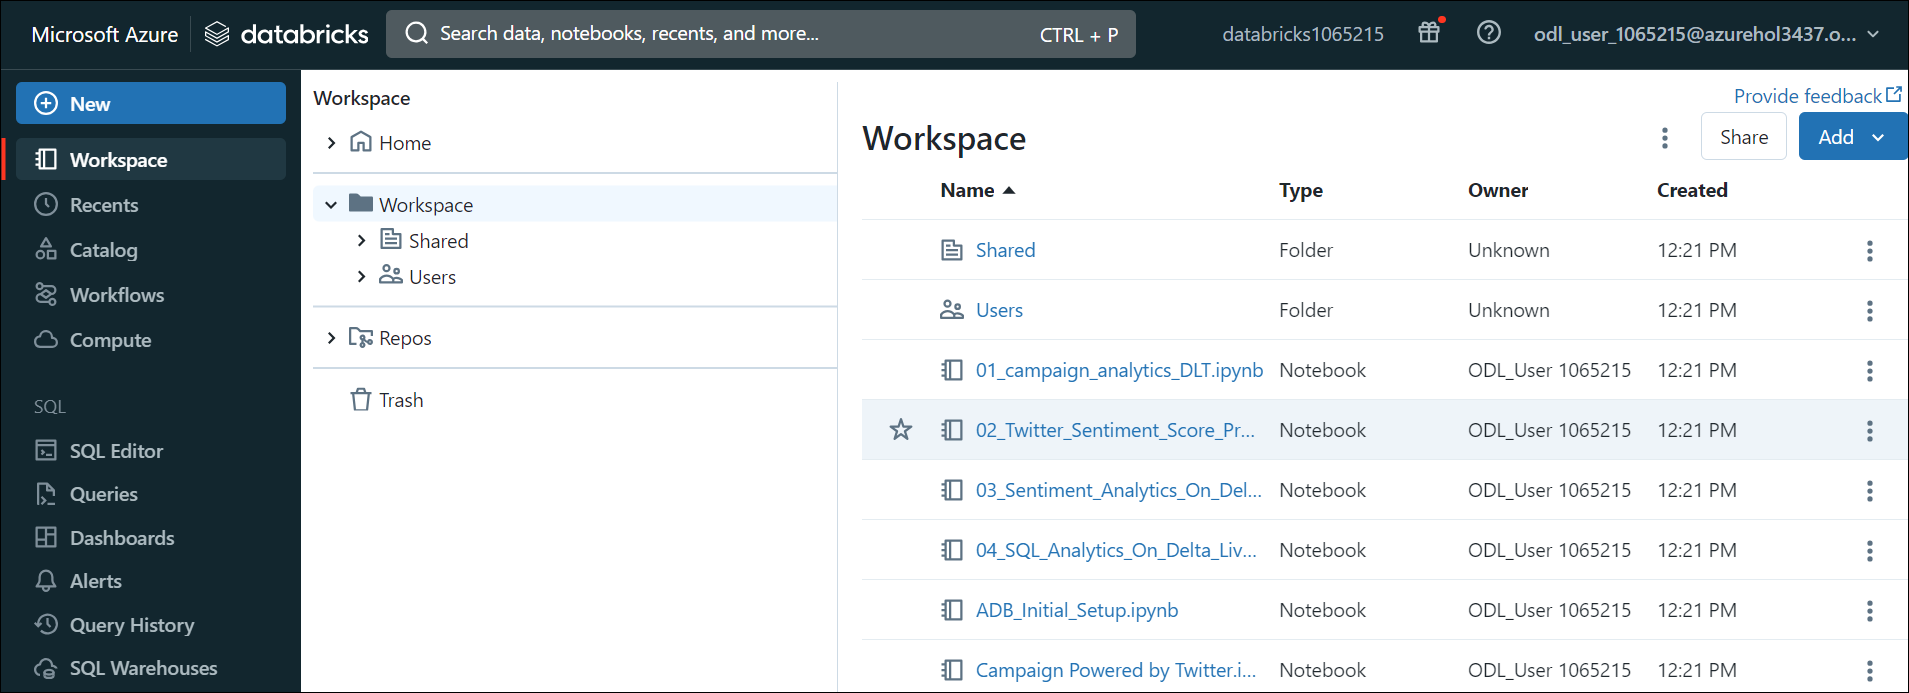 Microsoft Azure databricks Search data, notebooks, recents, and more... CTRL + P databricks1065215 odl_user_1065215@azurehol3437.o...
New
Workspace
Recents
Catalog
Workflows
Compute
SQL
SQL Editor
Queries
Dashboards
Alerts
Query History
SQL Warehouses
Workspace
Home
Workspace
Shared
Users
Repos
Trash
Provide feedback
Workspace Share Add
Name Type Owner Created
Shared Folder Unknown 12:21 PM
Users Folder Unknown 12:21 PM
01_campaign_analytics_DLT.ipynb Notebook ODL_User 1065215 12:21 PM
02_Twitter_Sentiment_Score_Pr... Notebook ODL_User 1065215 12:21 PM
03_Sentiment_Analytics_On_Del... Notebook ODL_User 1065215 12:21 PM
04_SQL_Analytics_On_Delta_Liv... Notebook ODL_User 1065215 12:21 PM
ADB_Initial_Setup.ipynb Notebook ODL_User 1065215 12:21 PM
Campaign Powered by Twitter.i... Notebook ODL_User 1065215 12:21 PM